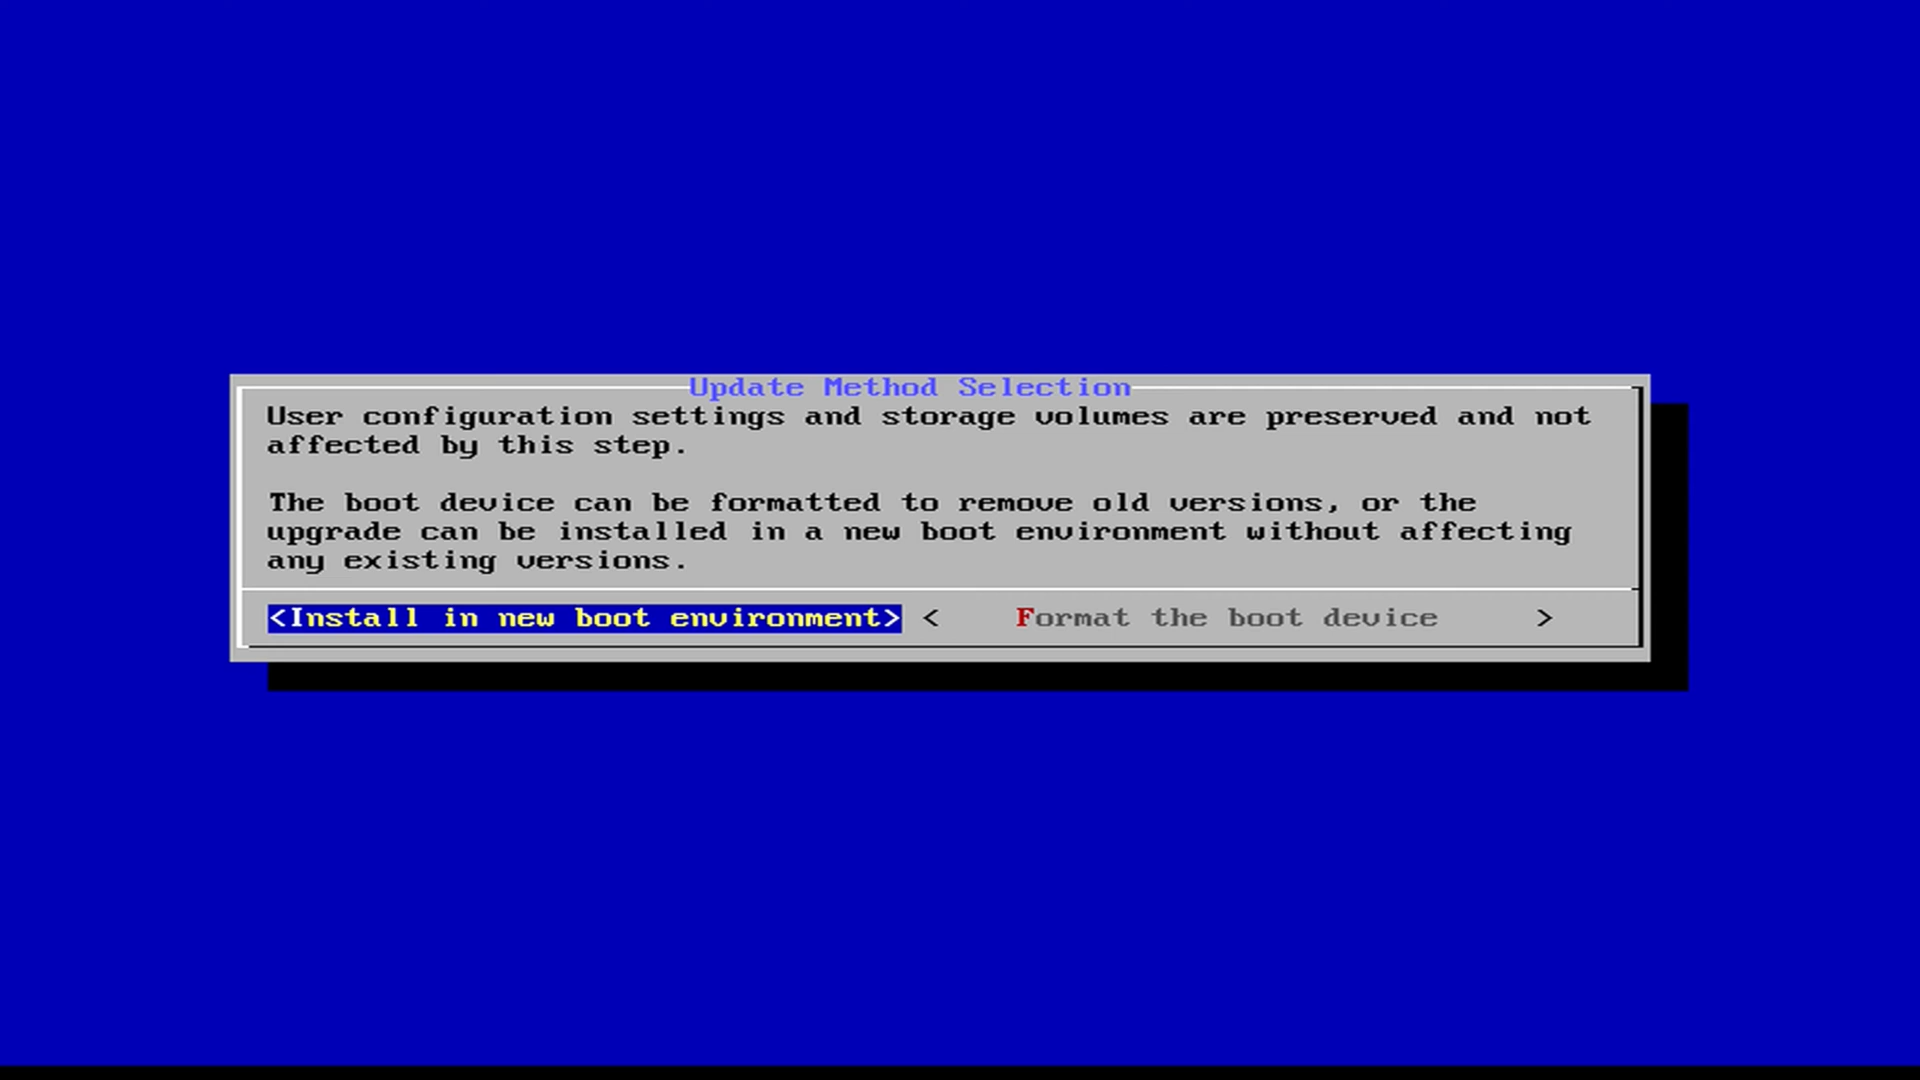 Update Method Selection
User configuration settings and storage volumes are preserved and not
affected by this step.
The boot device can be formatted to remove old versions, or the
upgrade can be installed in a new boot environment without affecting
any existing versions.
<Install in new boot environment> < Format the boot device >